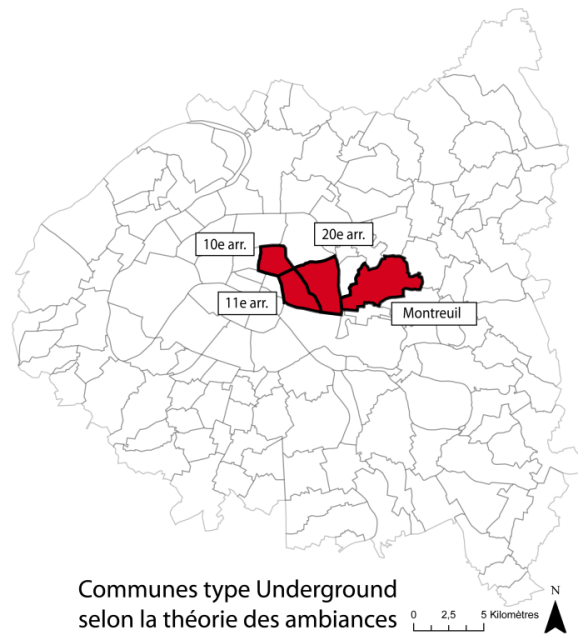 20e arr.
10e arr.
11e arr.
Montreuil
Communes type Underground
selon la théorie des ambiances
N
0 2,5 5 Kilomètres